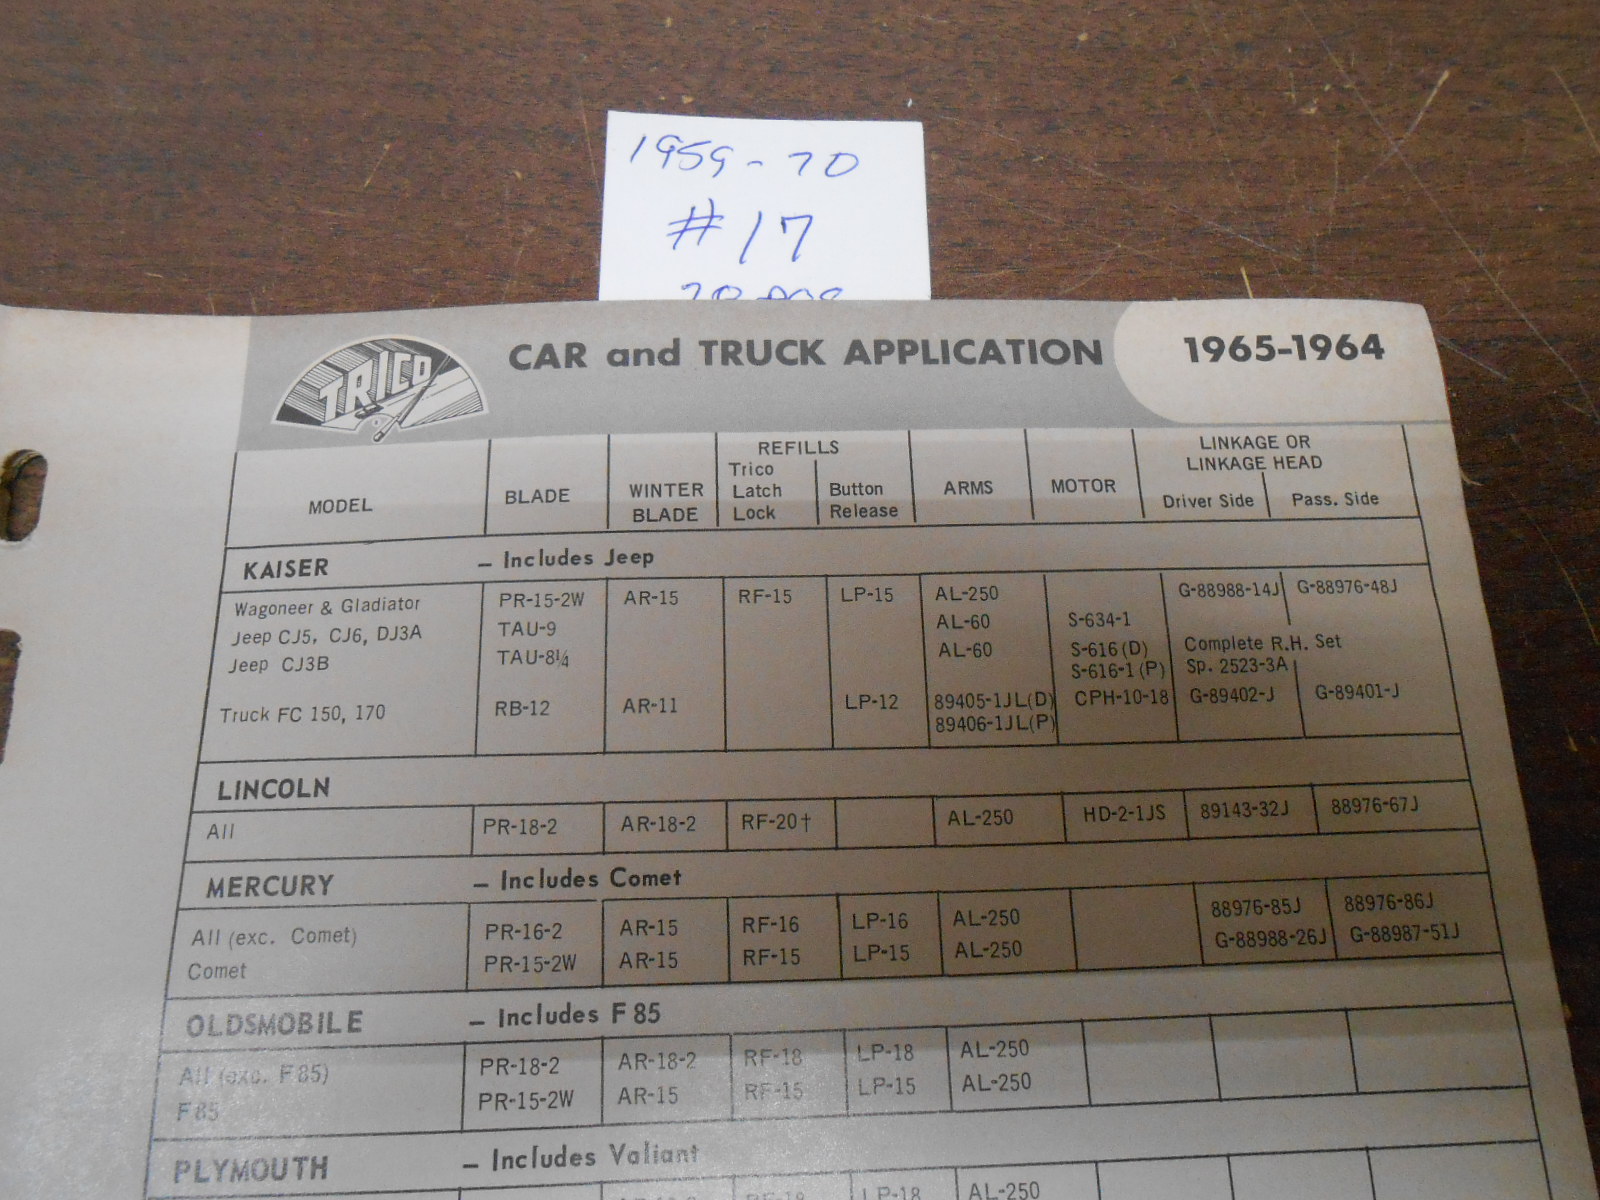 1959-70
#17
TRICO
CAR and TRUCK APPLICATION 1965-1964
MODEL BLADE WINTER BLADE REFILLS Trico Latch Lock Button Release ARMS MOTOR LINKAGE OR LINKAGE HEAD Driver Side Pass. Side
KAISER – Includes Jeep
Wagoneer & Gladiator PR-15-2W AR-15 RF-15 LP-15 AL-250 G-88988-14J G-88976-48J
Jeep CJ5, CJ6, DJ3A TAU-9 AL-60 S-634-1
Jeep CJ3B TAU-8¼ AL-60 S-616 (D) Complete R.H. Set
S-616-1 (P) Sp. 2523-3A
Truck FC 150, 170 RB-12 AR-11 LP-12 89405-1JL(D) CPH-10-18 G-89402-J G-89401-J
89406-1JL(P)
LINCOLN
All PR-18-2 AR-18-2 RF-20† AL-250 HD-2-1JS 89143-32J 88976-67J
MERCURY – Includes Comet
All (exc. Comet) PR-16-2 AR-15 RF-16 LP-16 AL-250 88976-85J 88976-86J
Comet PR-15-2W AR-15 RF-15 LP-15 AL-250 G-88988-26J G-88987-51J
OLDSMOBILE – Includes F 85
All (exc. F 85) PR-18-2 AR-18-2 RF-18 LP-18 AL-250
F 85 PR-15-2W AR-15 RF-15 LP-15 AL-250
PLYMOUTH – Includes Valiant
RF-18 LP-18 AL-250